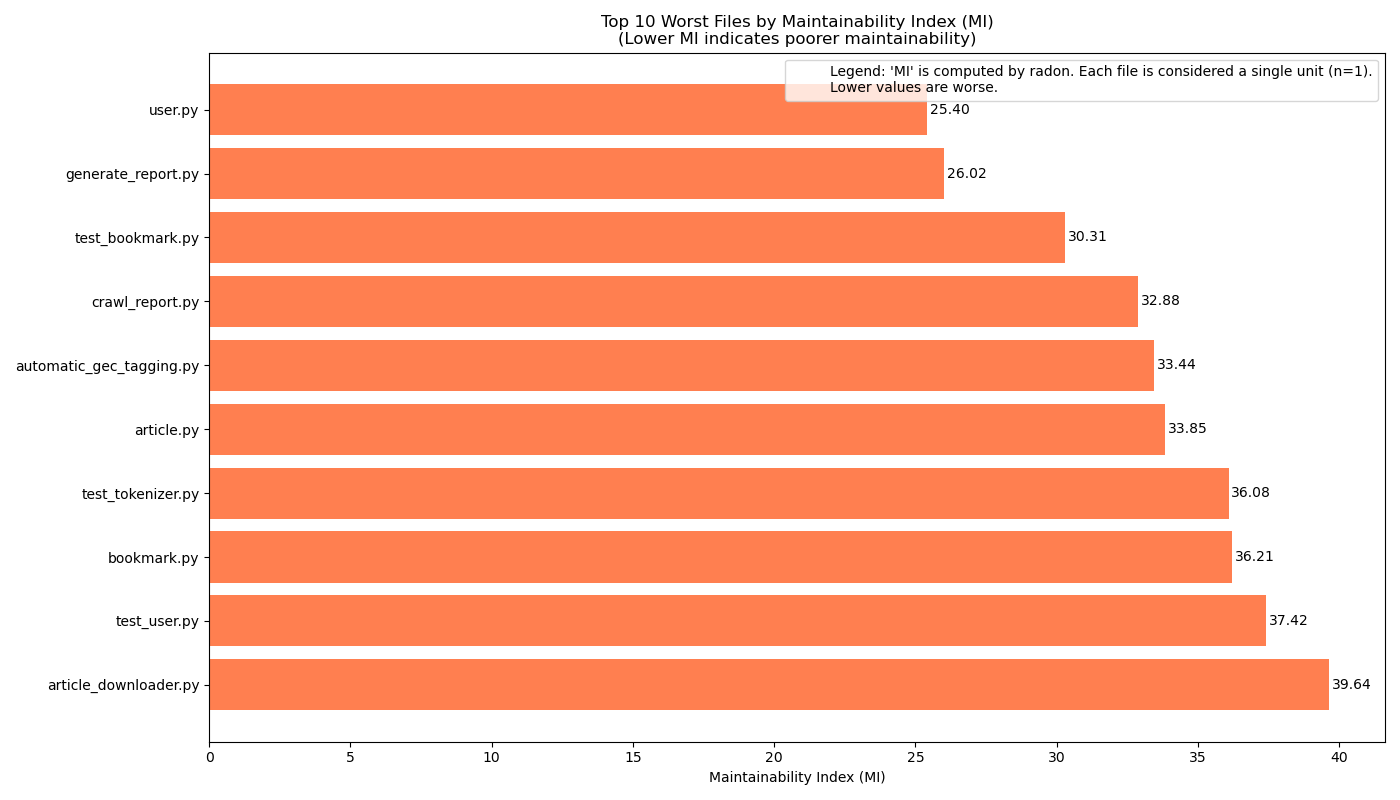 Top 10 Worst Files by Maintainability Index (MI)
(Lower MI indicates poorer maintainability)
Legend: 'MI' is computed by radon. Each file is considered a single unit (n=1).
Lower values are worse.
user.py 25.40
generate_report.py 26.02
test_bookmark.py 30.31
crawl_report.py 32.88
automatic_gec_tagging.py 33.44
article.py 33.85
test_tokenizer.py 36.08
bookmark.py 36.21
test_user.py 37.42
article_downloader.py 39.64
0 5 10 15 20 25 30 35 40
Maintainability Index (MI)